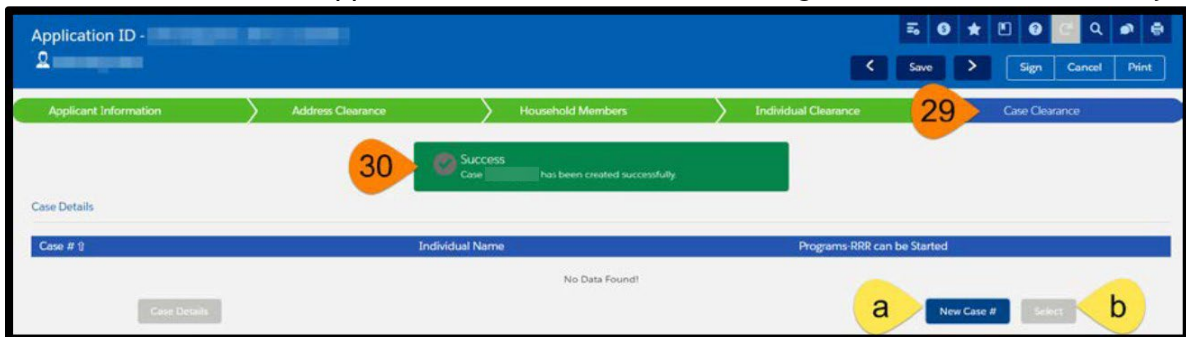 Application ID -
Save
Sign
Cancel
Print
Applicant Information
Address Clearance
Household Members
Individual Clearance
29
Case Clearance
30
Success
Case has been created successfully.
Case Details
Case # ⇧
Individual Name
Programs-RRR can be Started
No Data Found!
Case Details
a
New Case #
Select
b